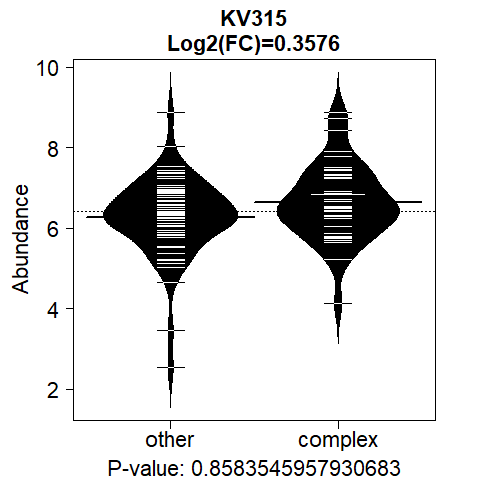 KV315
Log2(FC)=0.3576
Abundance
10
8
6
4
2
other complex
P-value: 0.8583545957930683